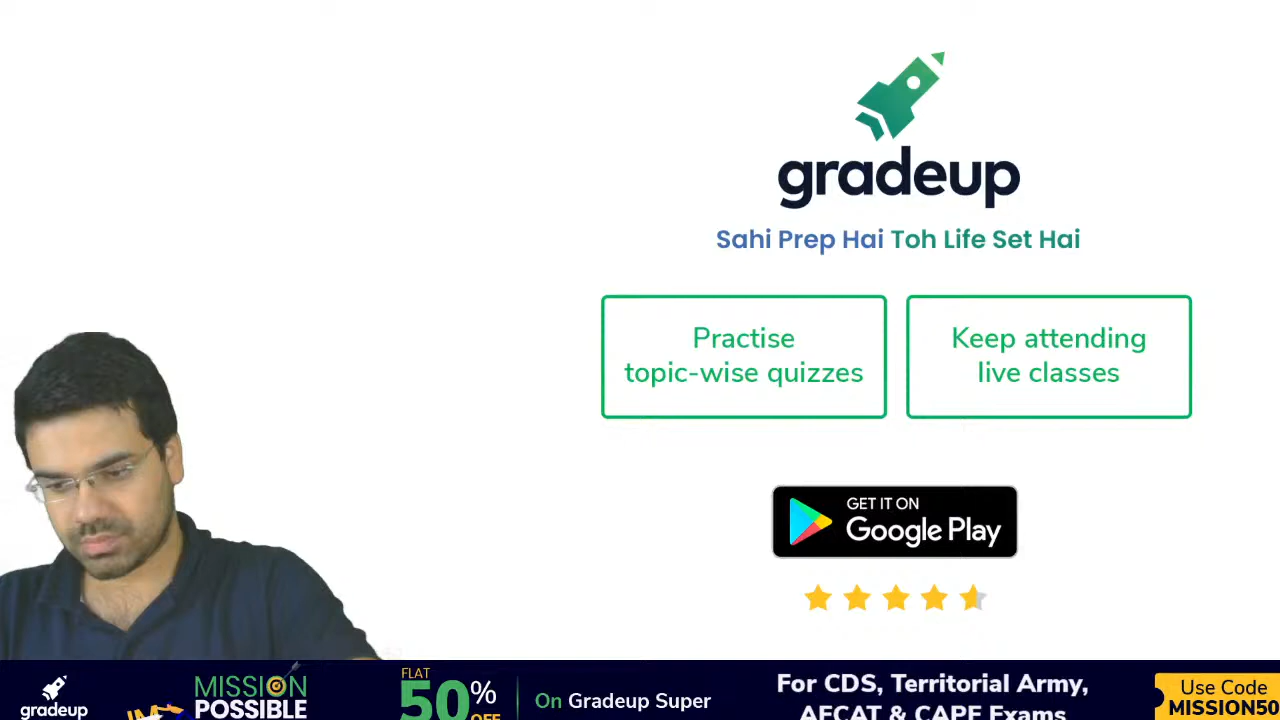 gradeup
Sahi Prep Hai Toh Life Set Hai
Practise
topic-wise quizzes
Keep attending
live classes
GET IT ON
Google Play
gradeup
MISSION
POSSIBLE
FLAT
50%
OFF
On Gradeup Super
For CDS, Territorial Army,
AFCAT & CAPF Exams
Use Code
MISSION50